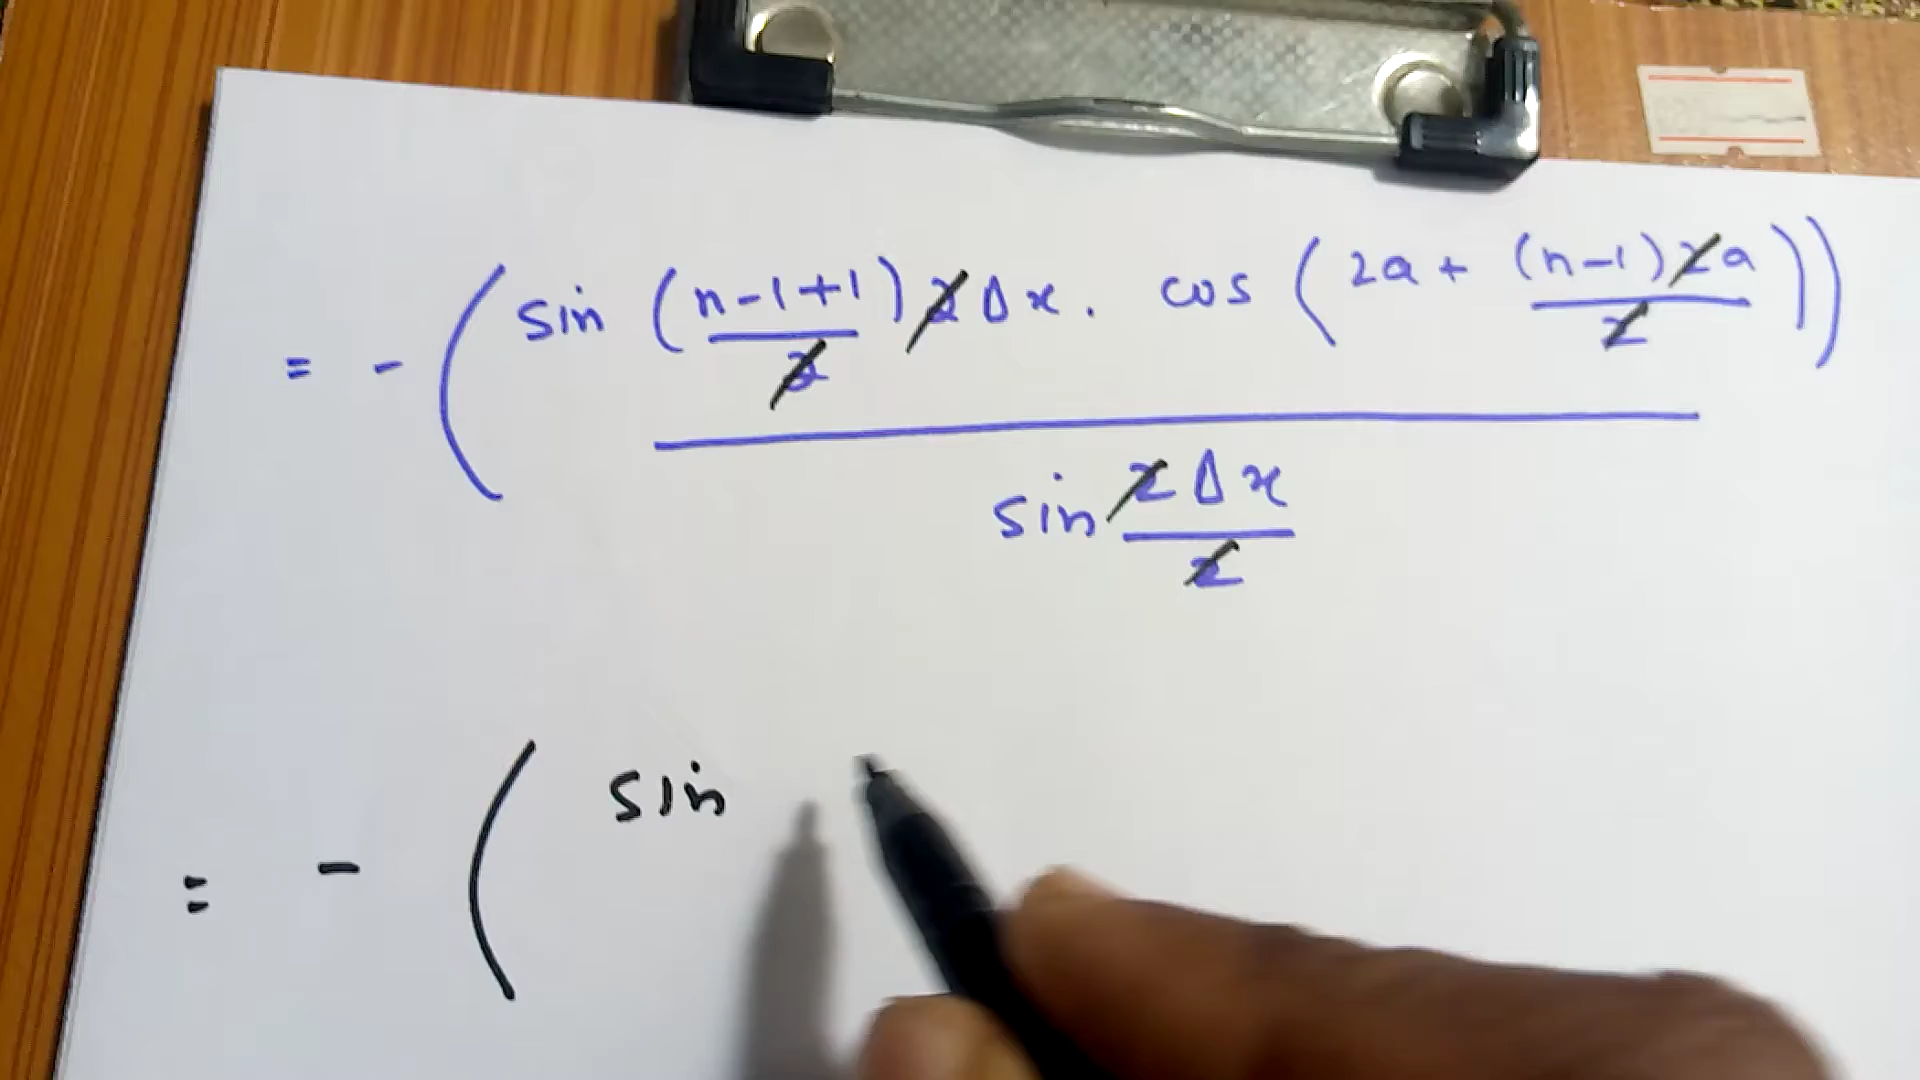 = - ( sin (n-1+1)/2 2Δx . cos ( 2a + (n-1)2a/2 ) )
sin 2Δx/2
= - ( sin